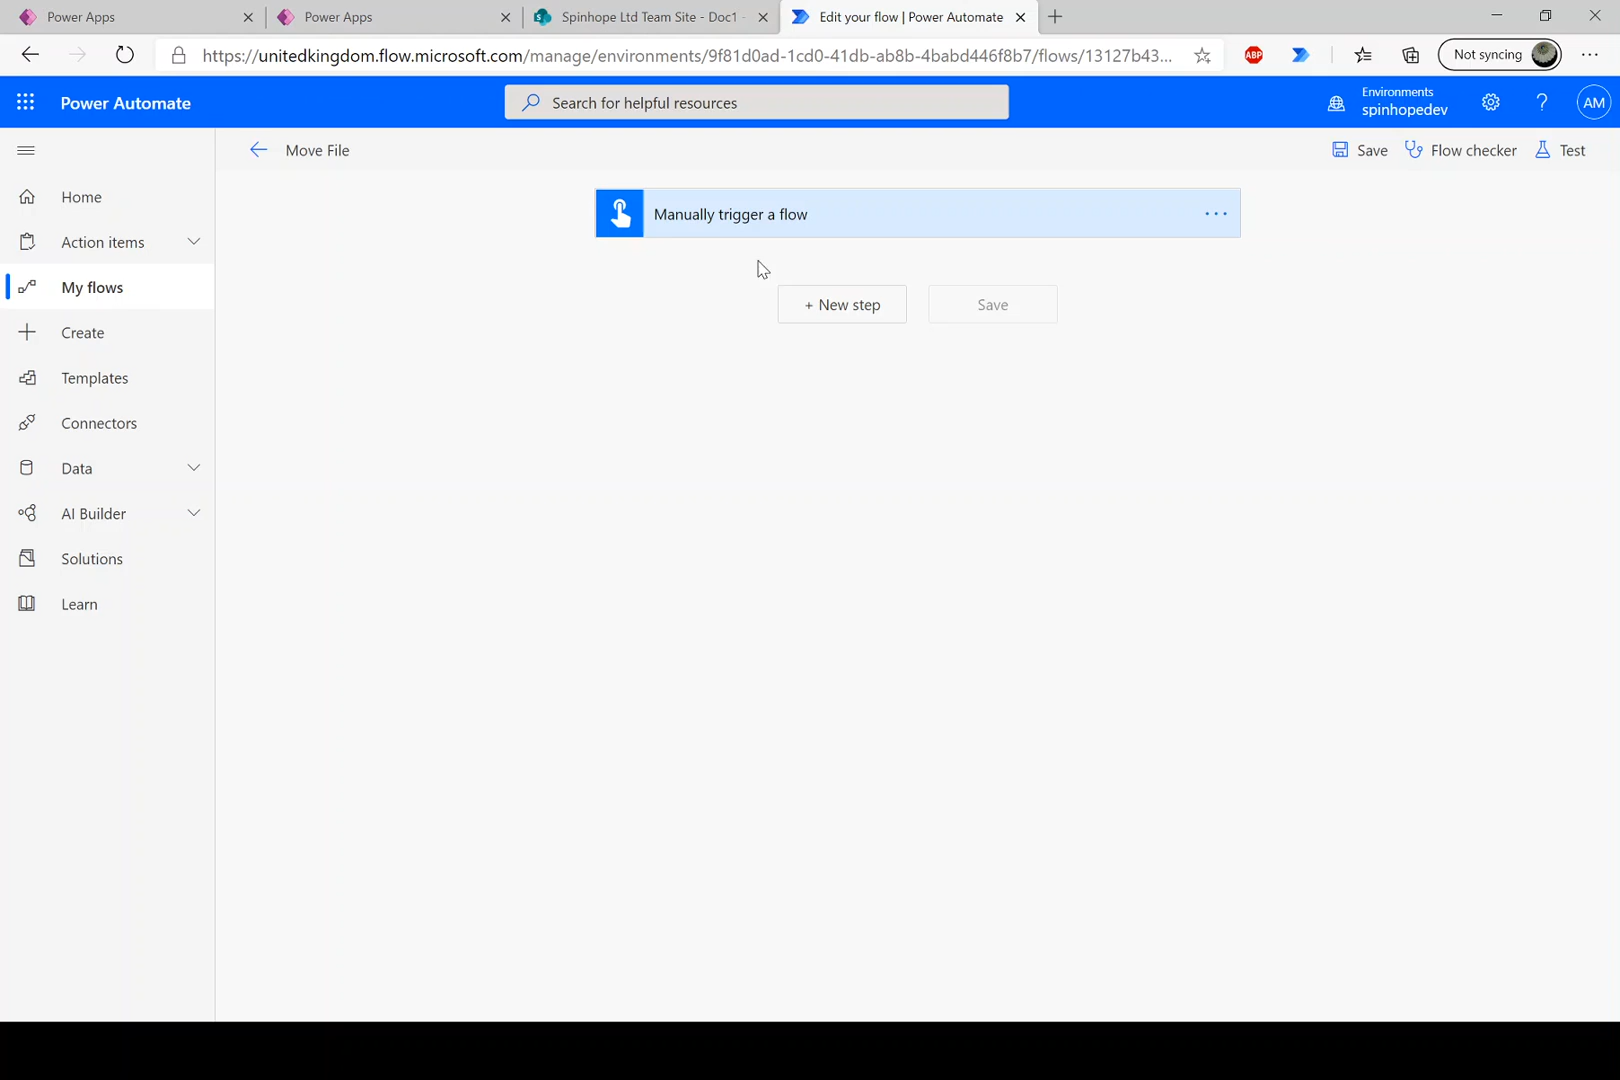 Power Apps
Power Apps
Spinhope Ltd Team Site - Doc1 -
Edit your flow | Power Automate
https://unitedkingdom.flow.microsoft.com/manage/environments/9f81d0ad-1cd0-41db-ab8b-4babd446f8b7/flows/13127b43...
ABP
Not syncing
Power Automate
Search for helpful resources
Environments
spinhopedev
?
AM
Move File
Save
Flow checker
Test
Home
Action items
My flows
Create
Templates
Connectors
Data
AI Builder
Solutions
Learn
Manually trigger a flow
+ New step
Save